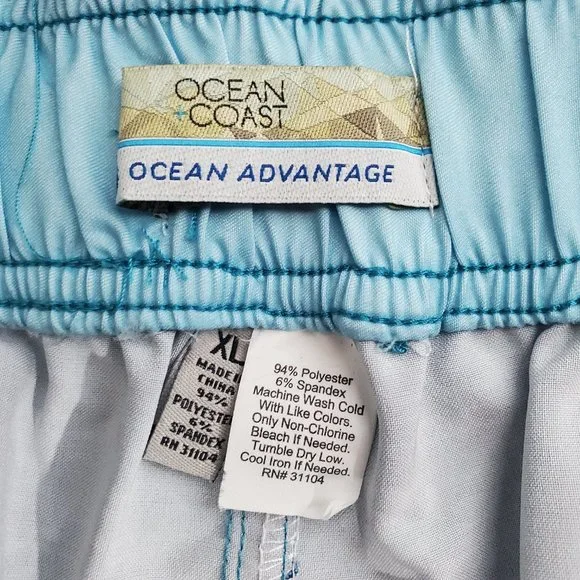 OCEAN
+COAST
OCEAN ADVANTAGE
XL
MADE IN
CHINA
94%
POLYESTER
6%
SPANDEX
RN 31104
94% Polyester
6% Spandex
Machine Wash Cold
With Like Colors.
Only Non-Chlorine
Bleach If Needed.
Tumble Dry Low.
Cool Iron If Needed.
RN# 31104